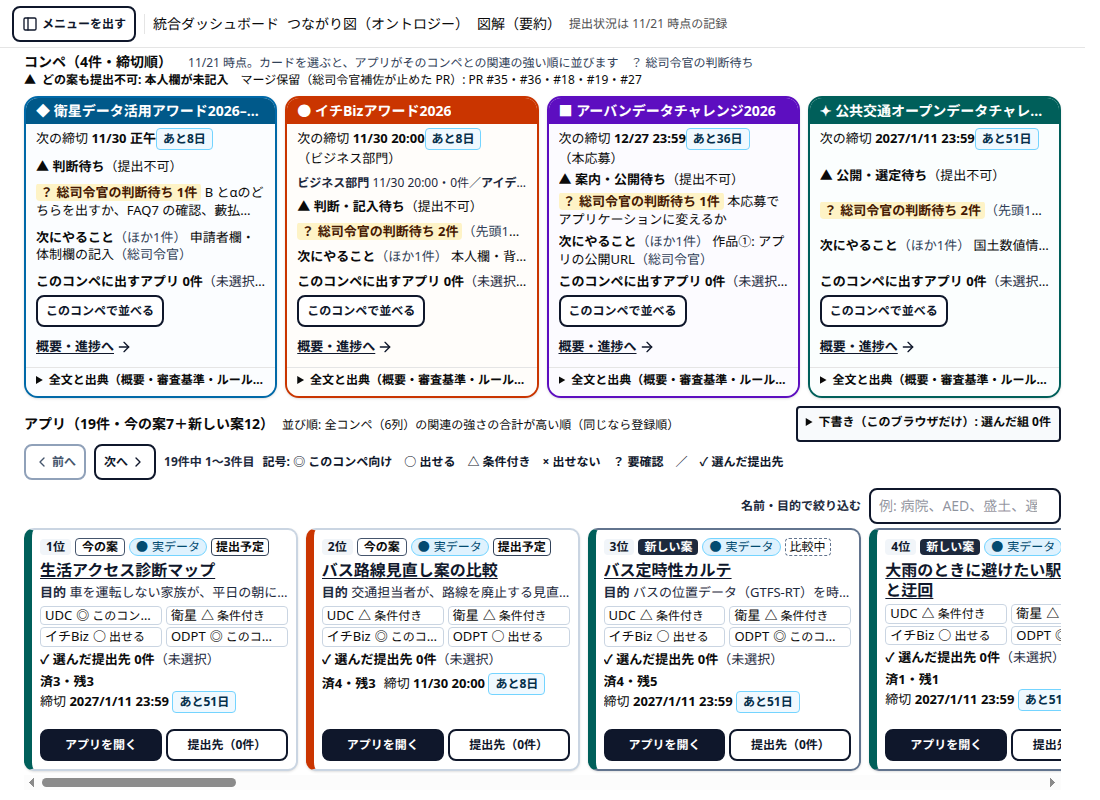 メニューを出す 統合ダッシュボード つながり図（オントロジー） 図解（要約） 提出状況は 11/21 時点の記録
コンペ（4件・締切順） 11/21 時点。カードを選ぶと、アプリがそのコンペとの関連の強い順に並びます ？ 総司令官の判断待ち
▲ どの案も提出不可: 本人欄が未記入 マージ保留（総司令官補佐が止めた PR）: PR #35・#36・#18・#19・#27
◆ 衛星データ活用アワード2026–...
次の締切 11/30 正午 あと8日
▲ 判断待ち（提出不可）
？ 総司令官の判断待ち 1件 B とαのど
ちらを出すか、FAQ7 の確認、藪払...
次にやること（ほか1件） 申請者欄・
体制欄の記入（総司令官）
このコンペに出すアプリ 0件（未選択...
このコンペで並べる
概要・進捗へ →
▶ 全文と出典（概要・審査基準・ルール...
● イチBizアワード2026
次の締切 11/30 20:00 あと8日
（ビジネス部門）
ビジネス部門 11/30 20:00・0件／アイデ...
▲ 判断・記入待ち（提出不可）
？ 総司令官の判断待ち 2件 （先頭1...
次にやること（ほか1件） 本人欄・背...
このコンペに出すアプリ 0件（未選択...
このコンペで並べる
概要・進捗へ →
▶ 全文と出典（概要・審査基準・ルール...
■ アーバンデータチャレンジ2026
次の締切 12/27 23:59 あと36日
（本応募）
▲ 案内・公開待ち（提出不可）
？ 総司令官の判断待ち 1件 本応募で
アプリケーションに変えるか
次にやること（ほか1件） 作品①: アプ
リの公開URL（総司令官）
このコンペに出すアプリ 0件（未選択...
このコンペで並べる
概要・進捗へ →
▶ 全文と出典（概要・審査基準・ルール...
✦ 公共交通オープンデータチャレ...
次の締切 2027/1/11 23:59 あと51日
▲ 公開・選定待ち（提出不可）
？ 総司令官の判断待ち 2件 （先頭1...
次にやること（ほか1件） 国土数値情...
このコンペに出すアプリ 0件（未選択...
このコンペで並べる
概要・進捗へ →
▶ 全文と出典（概要・審査基準・ルール...
アプリ（19件・今の案7＋新しい案12） 並び順: 全コンペ（6列）の関連の強さの合計が高い順（同じなら登録順）
▶ 下書き（このブラウザだけ）: 選んだ組 0件
前へ 次へ 19件中 1〜3件目 記号: ◎ このコンペ向け ○ 出せる △ 条件付き × 出せない ？ 要確認 ／ ✓ 選んだ提出先
名前・目的で絞り込む 例: 病院、AED、盛土、遅
1位 今の案 ● 実データ 提出予定
生活アクセス診断マップ
目的 車を運転しない家族が、平日の朝に...
UDC ◎ このコン... 衛星 △ 条件付き
イチBiz ○ 出せる ODPT ◎ このコ...
✓ 選んだ提出先 0件（未選択）
済3・残3
締切 2027/1/11 23:59 あと51日
アプリを開く 提出先（0件）
2位 今の案 ● 実データ 提出予定
バス路線見直し案の比較
目的 交通担当者が、路線を廃止する見直...
UDC △ 条件付き 衛星 △ 条件付き
イチBiz ◎ このコ... ODPT ○ 出せる
✓ 選んだ提出先 0件（未選択）
済4・残3 締切 11/30 20:00 あと8日
アプリを開く 提出先（0件）
3位 新しい案 ● 実データ 比較中
バス定時性カルテ
目的 バスの位置データ（GTFS-RT）を時...
UDC △ 条件付き 衛星 △ 条件付き
イチBiz ○ 出せる ODPT ◎ このコ...
✓ 選んだ提出先 0件（未選択）
済4・残5
締切 2027/1/11 23:59 あと51日
アプリを開く 提出先（0件）
4位 新しい案 ● 実データ
大雨のときに避けたい駅
と迂回
UDC △ 条件付き 衛星 △
イチBiz ○ 出せる ODPT ◎
✓ 選んだ提出先 0件（未選択）
済1・残1
締切 2027/1/11 23:59 あと51
アプリを開く 提出